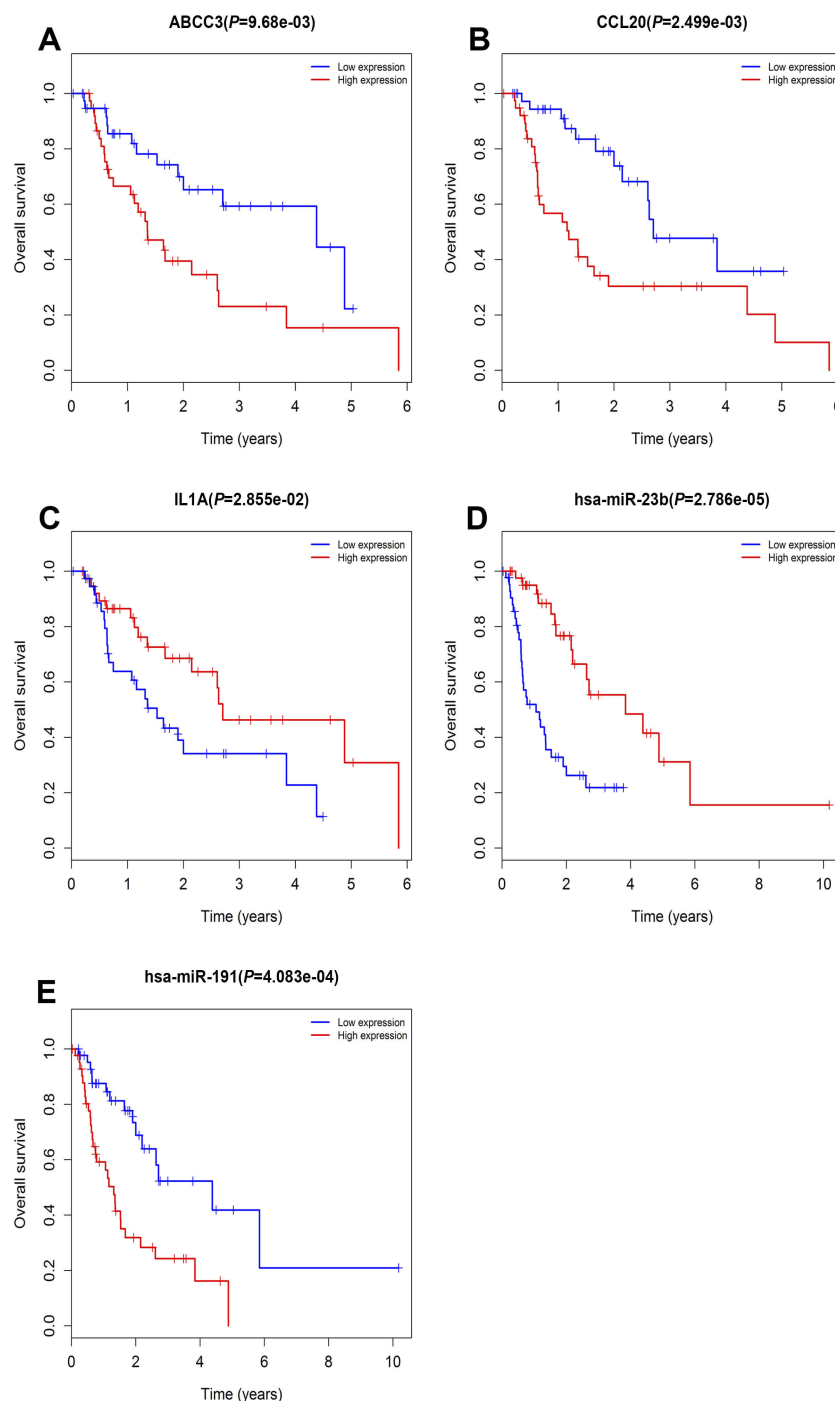 A
ABCC3(P=9.68e-03)
Low expression
High expression
Overall survival
1.0
0.8
0.6
0.4
0.2
0.0
0 1 2 3 4 5 6
Time (years)
B
CCL20(P=2.499e-03)
Low expression
High expression
Overall survival
1.0
0.8
0.6
0.4
0.2
0.0
0 1 2 3 4 5
Time (years)
C
IL1A(P=2.855e-02)
Low expression
High expression
Overall survival
1.0
0.8
0.6
0.4
0.2
0.0
0 1 2 3 4 5 6
Time (years)
D
hsa-miR-23b(P=2.786e-05)
Low expression
High expression
Overall survival
1.0
0.8
0.6
0.4
0.2
0.0
0 2 4 6 8 10
Time (years)
E
hsa-miR-191(P=4.083e-04)
Low expression
High expression
Overall survival
1.0
0.8
0.6
0.4
0.2
0.0
0 2 4 6 8 10
Time (years)